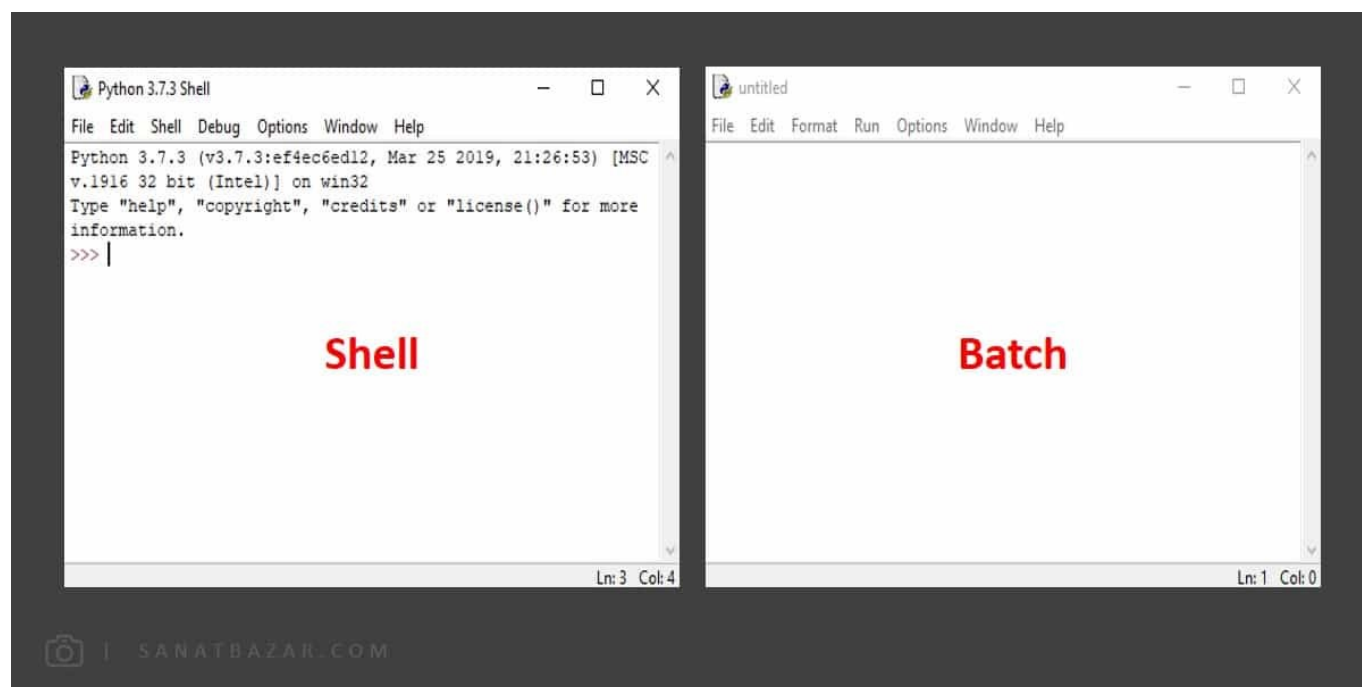 Python 3.7.3 Shell
File Edit Shell Debug Options Window Help
Python 3.7.3 (v3.7.3:ef4ec6ed12, Mar 25 2019, 21:26:53) [MSC
v.1916 32 bit (Intel)] on win32
Type "help", "copyright", "credits" or "license()" for more
information.
>>>
Shell
Ln: 3 Col: 4
untitled
File Edit Format Run Options Window Help
Batch
Ln: 1 Col: 0
| SANATBAZAR.COM